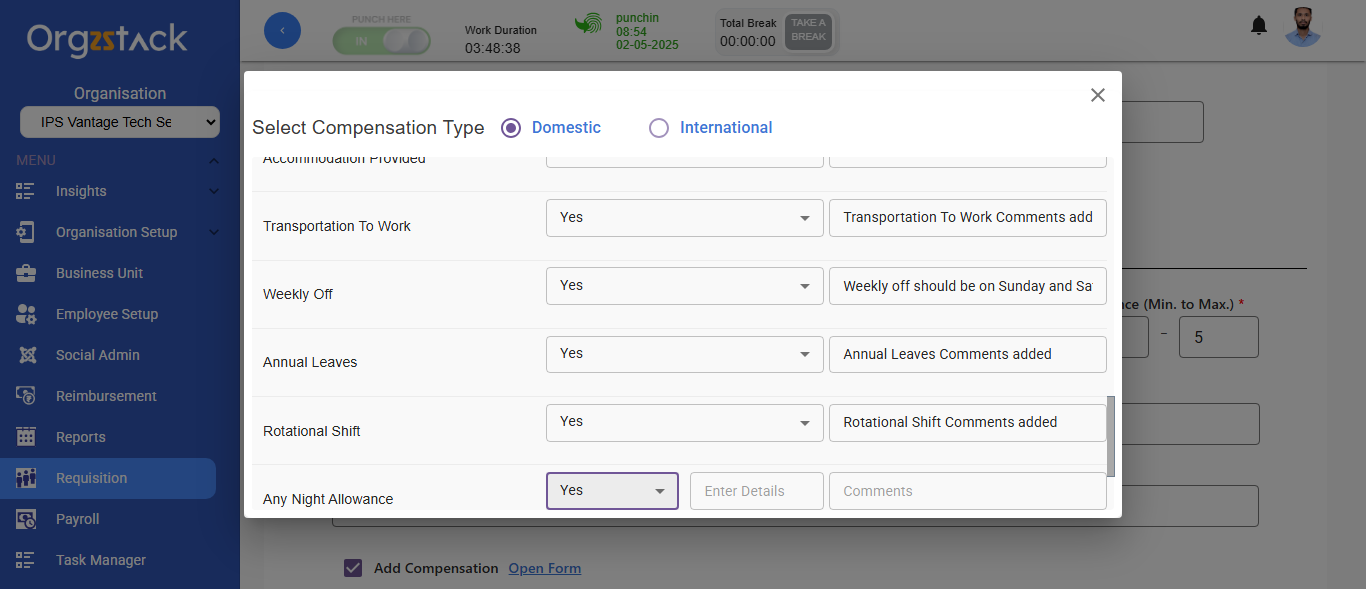 Orgzstack
Organisation
IPS Vantage Tech Se
MENU
Insights
Organisation Setup
Business Unit
Employee Setup
Social Admin
Reimbursement
Reports
Requisition
Payroll
Task Manager
PUNCH HERE
IN
Work Duration
03:48:38
punchin
08:54
02-05-2025
Total Break
00:00:00
TAKE A
BREAK
Select Compensation Type Domestic International
Accommodation Provided
Transportation To Work Yes Transportation To Work Comments add
Weekly Off Yes Weekly off should be on Sunday and Sa
Annual Leaves Yes Annual Leaves Comments added
Rotational Shift Yes Rotational Shift Comments added
Any Night Allowance Yes Enter Details Comments
ce (Min. to Max.) *
- 5
Add Compensation Open Form